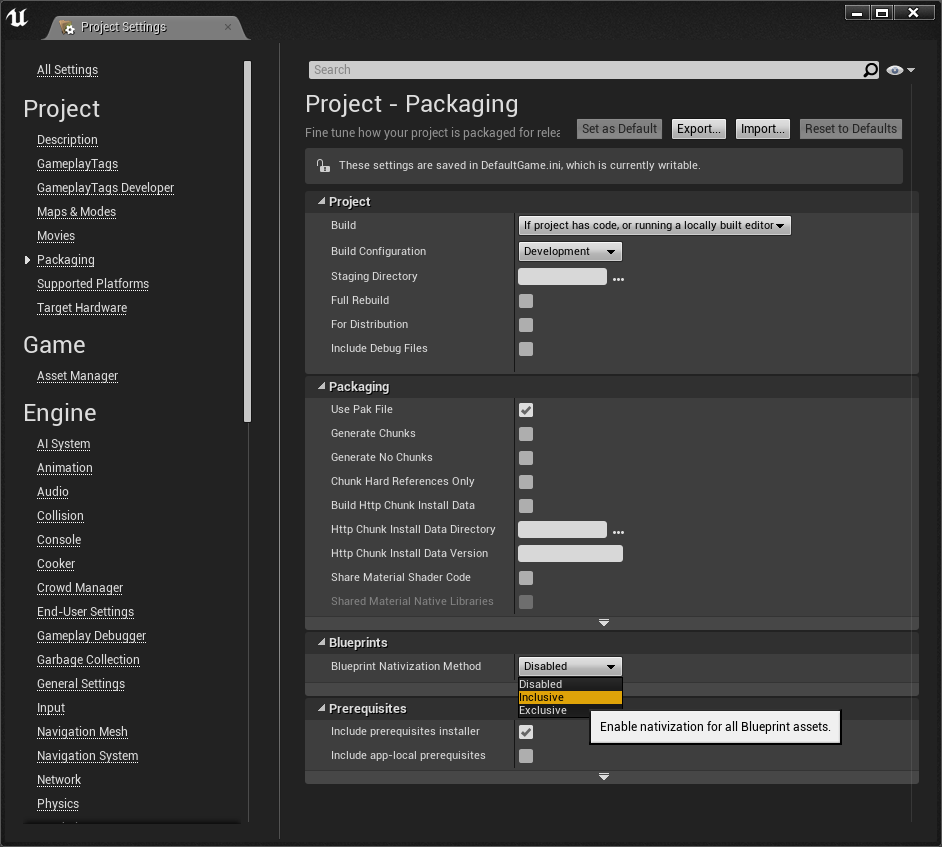 Project Settings
All Settings
Project
Description
GameplayTags
GameplayTags Developer
Maps & Modes
Movies
Packaging
Supported Platforms
Target Hardware
Game
Asset Manager
Engine
AI System
Animation
Audio
Collision
Console
Cooker
Crowd Manager
End-User Settings
Gameplay Debugger
Garbage Collection
General Settings
Input
Navigation Mesh
Navigation System
Network
Physics
Search
Project - Packaging
Fine tune how your project is packaged for relea
Set as Default Export... Import... Reset to Defaults
These settings are saved in DefaultGame.ini, which is currently writable.
Project
Build If project has code, or running a locally built editor
Build Configuration Development
Staging Directory ...
Full Rebuild
For Distribution
Include Debug Files
Packaging
Use Pak File
Generate Chunks
Generate No Chunks
Chunk Hard References Only
Build Http Chunk Install Data
Http Chunk Install Data Directory ...
Http Chunk Install Data Version
Share Material Shader Code
Shared Material Native Libraries
Blueprints
Blueprint Nativization Method Disabled
Disabled
Inclusive
Exclusive
Enable nativization for all Blueprint assets.
Prerequisites
Include prerequisites installer
Include app-local prerequisites